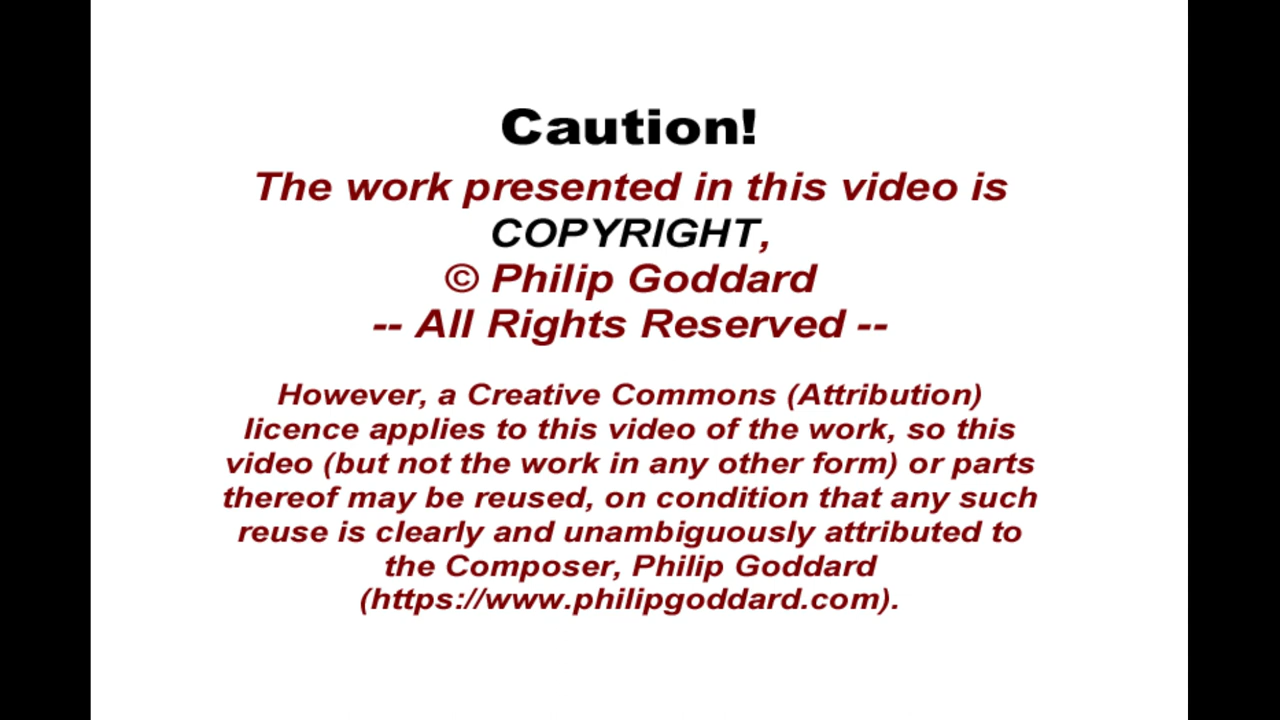 Caution!
The work presented in this video is
COPYRIGHT,
© Philip Goddard
-- All Rights Reserved --
However, a Creative Commons (Attribution)
licence applies to this video of the work, so this
video (but not the work in any other form) or parts
thereof may be reused, on condition that any such
reuse is clearly and unambiguously attributed to
the Composer, Philip Goddard
(https://www.philipgoddard.com).